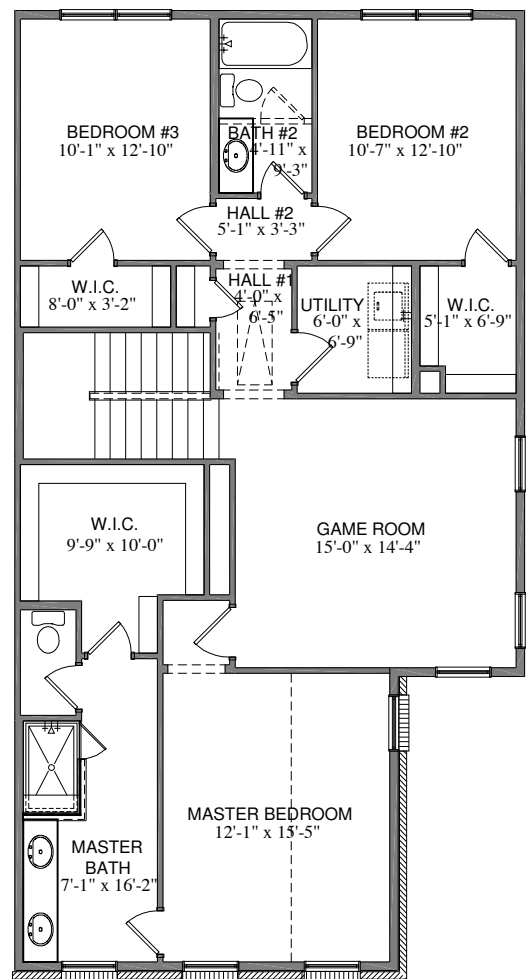 BEDROOM #3
10'-1" x 12'-10"
BATH #2
4'-11" x
9'-3"
BEDROOM #2
10'-7" x 12'-10"
HALL #2
5'-1" x 3'-3"
W.I.C.
8'-0" x 3'-2"
HALL #1
4'-0" x
6'-5"
UTILITY
6'-0" x
6'-9"
W.I.C.
5'-1" x 6'-9"
W.I.C.
9'-9" x 10'-0"
GAME ROOM
15'-0" x 14'-4"
MASTER BEDROOM
12'-1" x 15'-5"
MASTER
BATH
7'-1" x 16'-2"